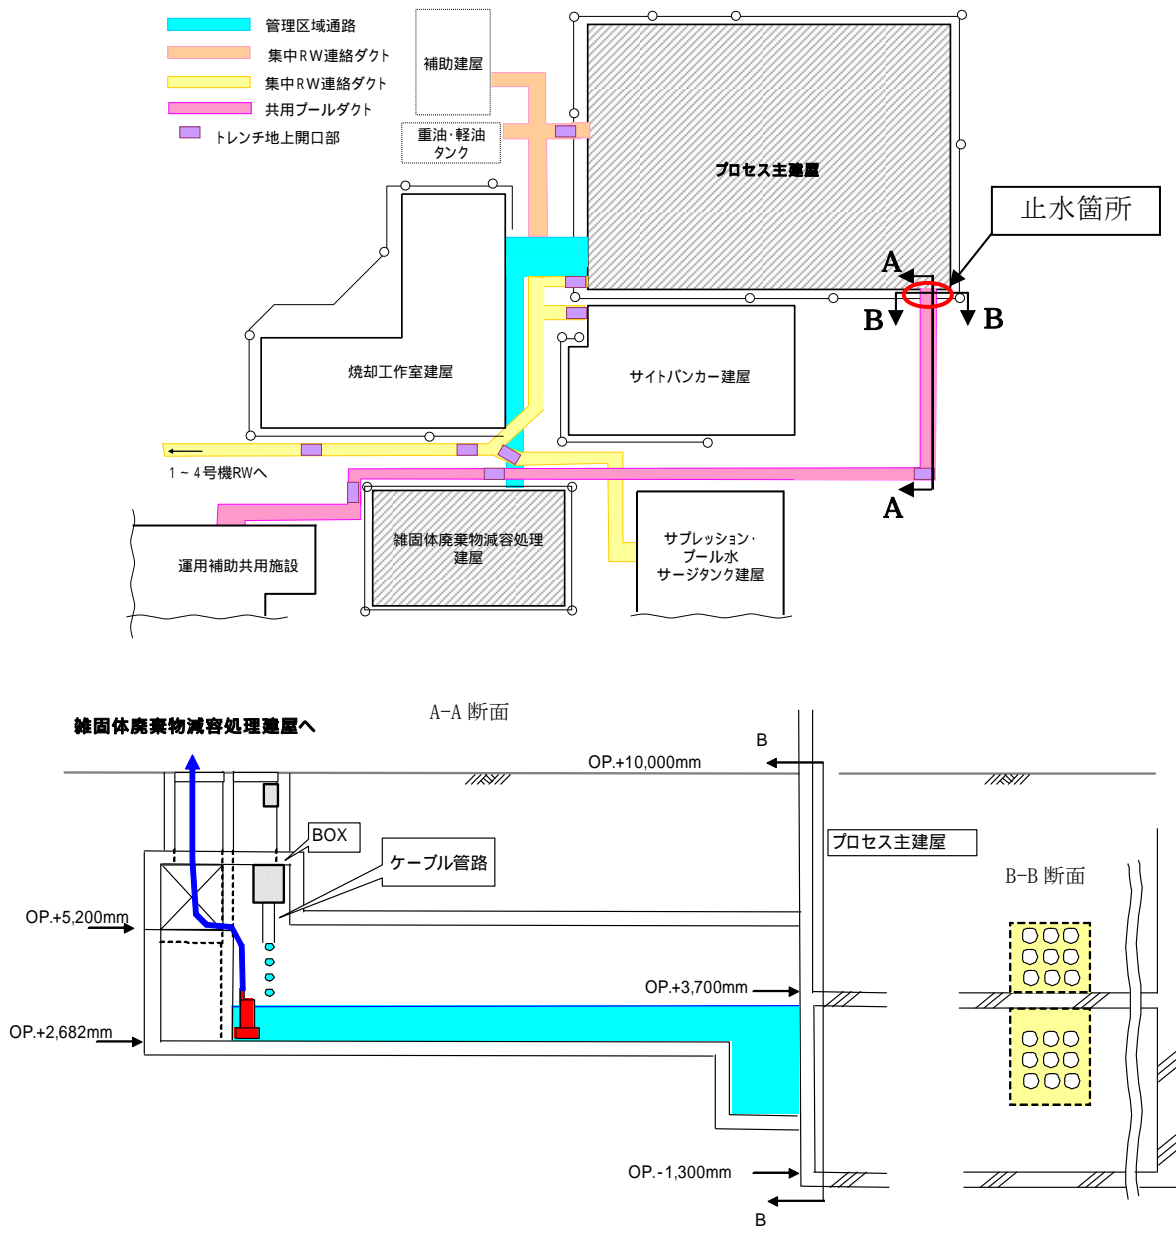 管理区域通路
集中RW連絡ダクト
集中RW連絡ダクト
共用プールダクト
トレンチ地上開口部
補助建屋
重油・軽油
タンク
プロセス主建屋
止水箇所
A
B
B
焼却工作室建屋
サイトバンカー建屋
1～4号機RWへ
A
雑固体廃棄物減容処理
建屋
運用補助共用施設
サプレッション・
プール水
サージタンク建屋
A-A 断面
雑固体廃棄物減容処理建屋へ
B
OP.+10,000mm
BOX
ケーブル管路
プロセス主建屋
B-B 断面
OP.+5,200mm
OP.+3,700mm
OP.+2,682mm
OP.-1,300mm
B